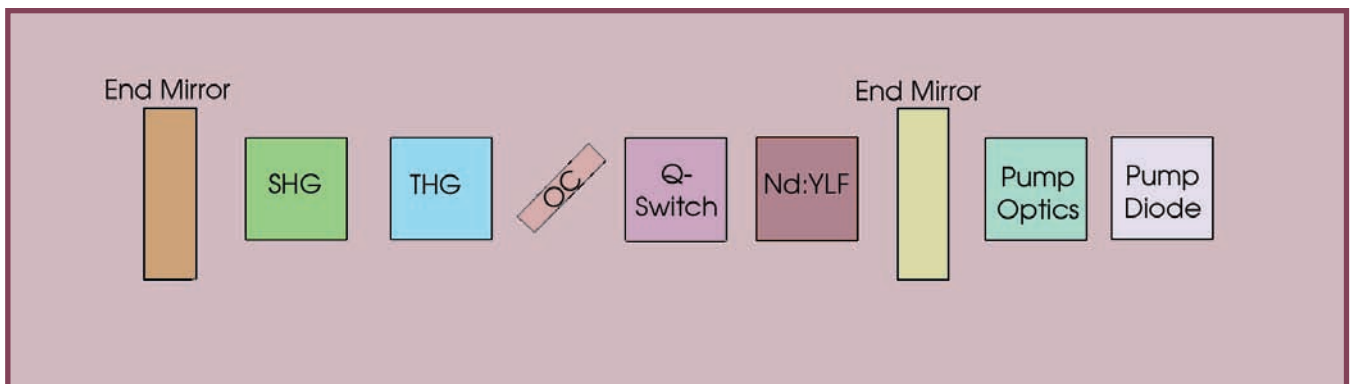 End Mirror
SHG
THG
OC
Q-
Switch
Nd:YLF
End Mirror
Pump
Optics
Pump
Diode